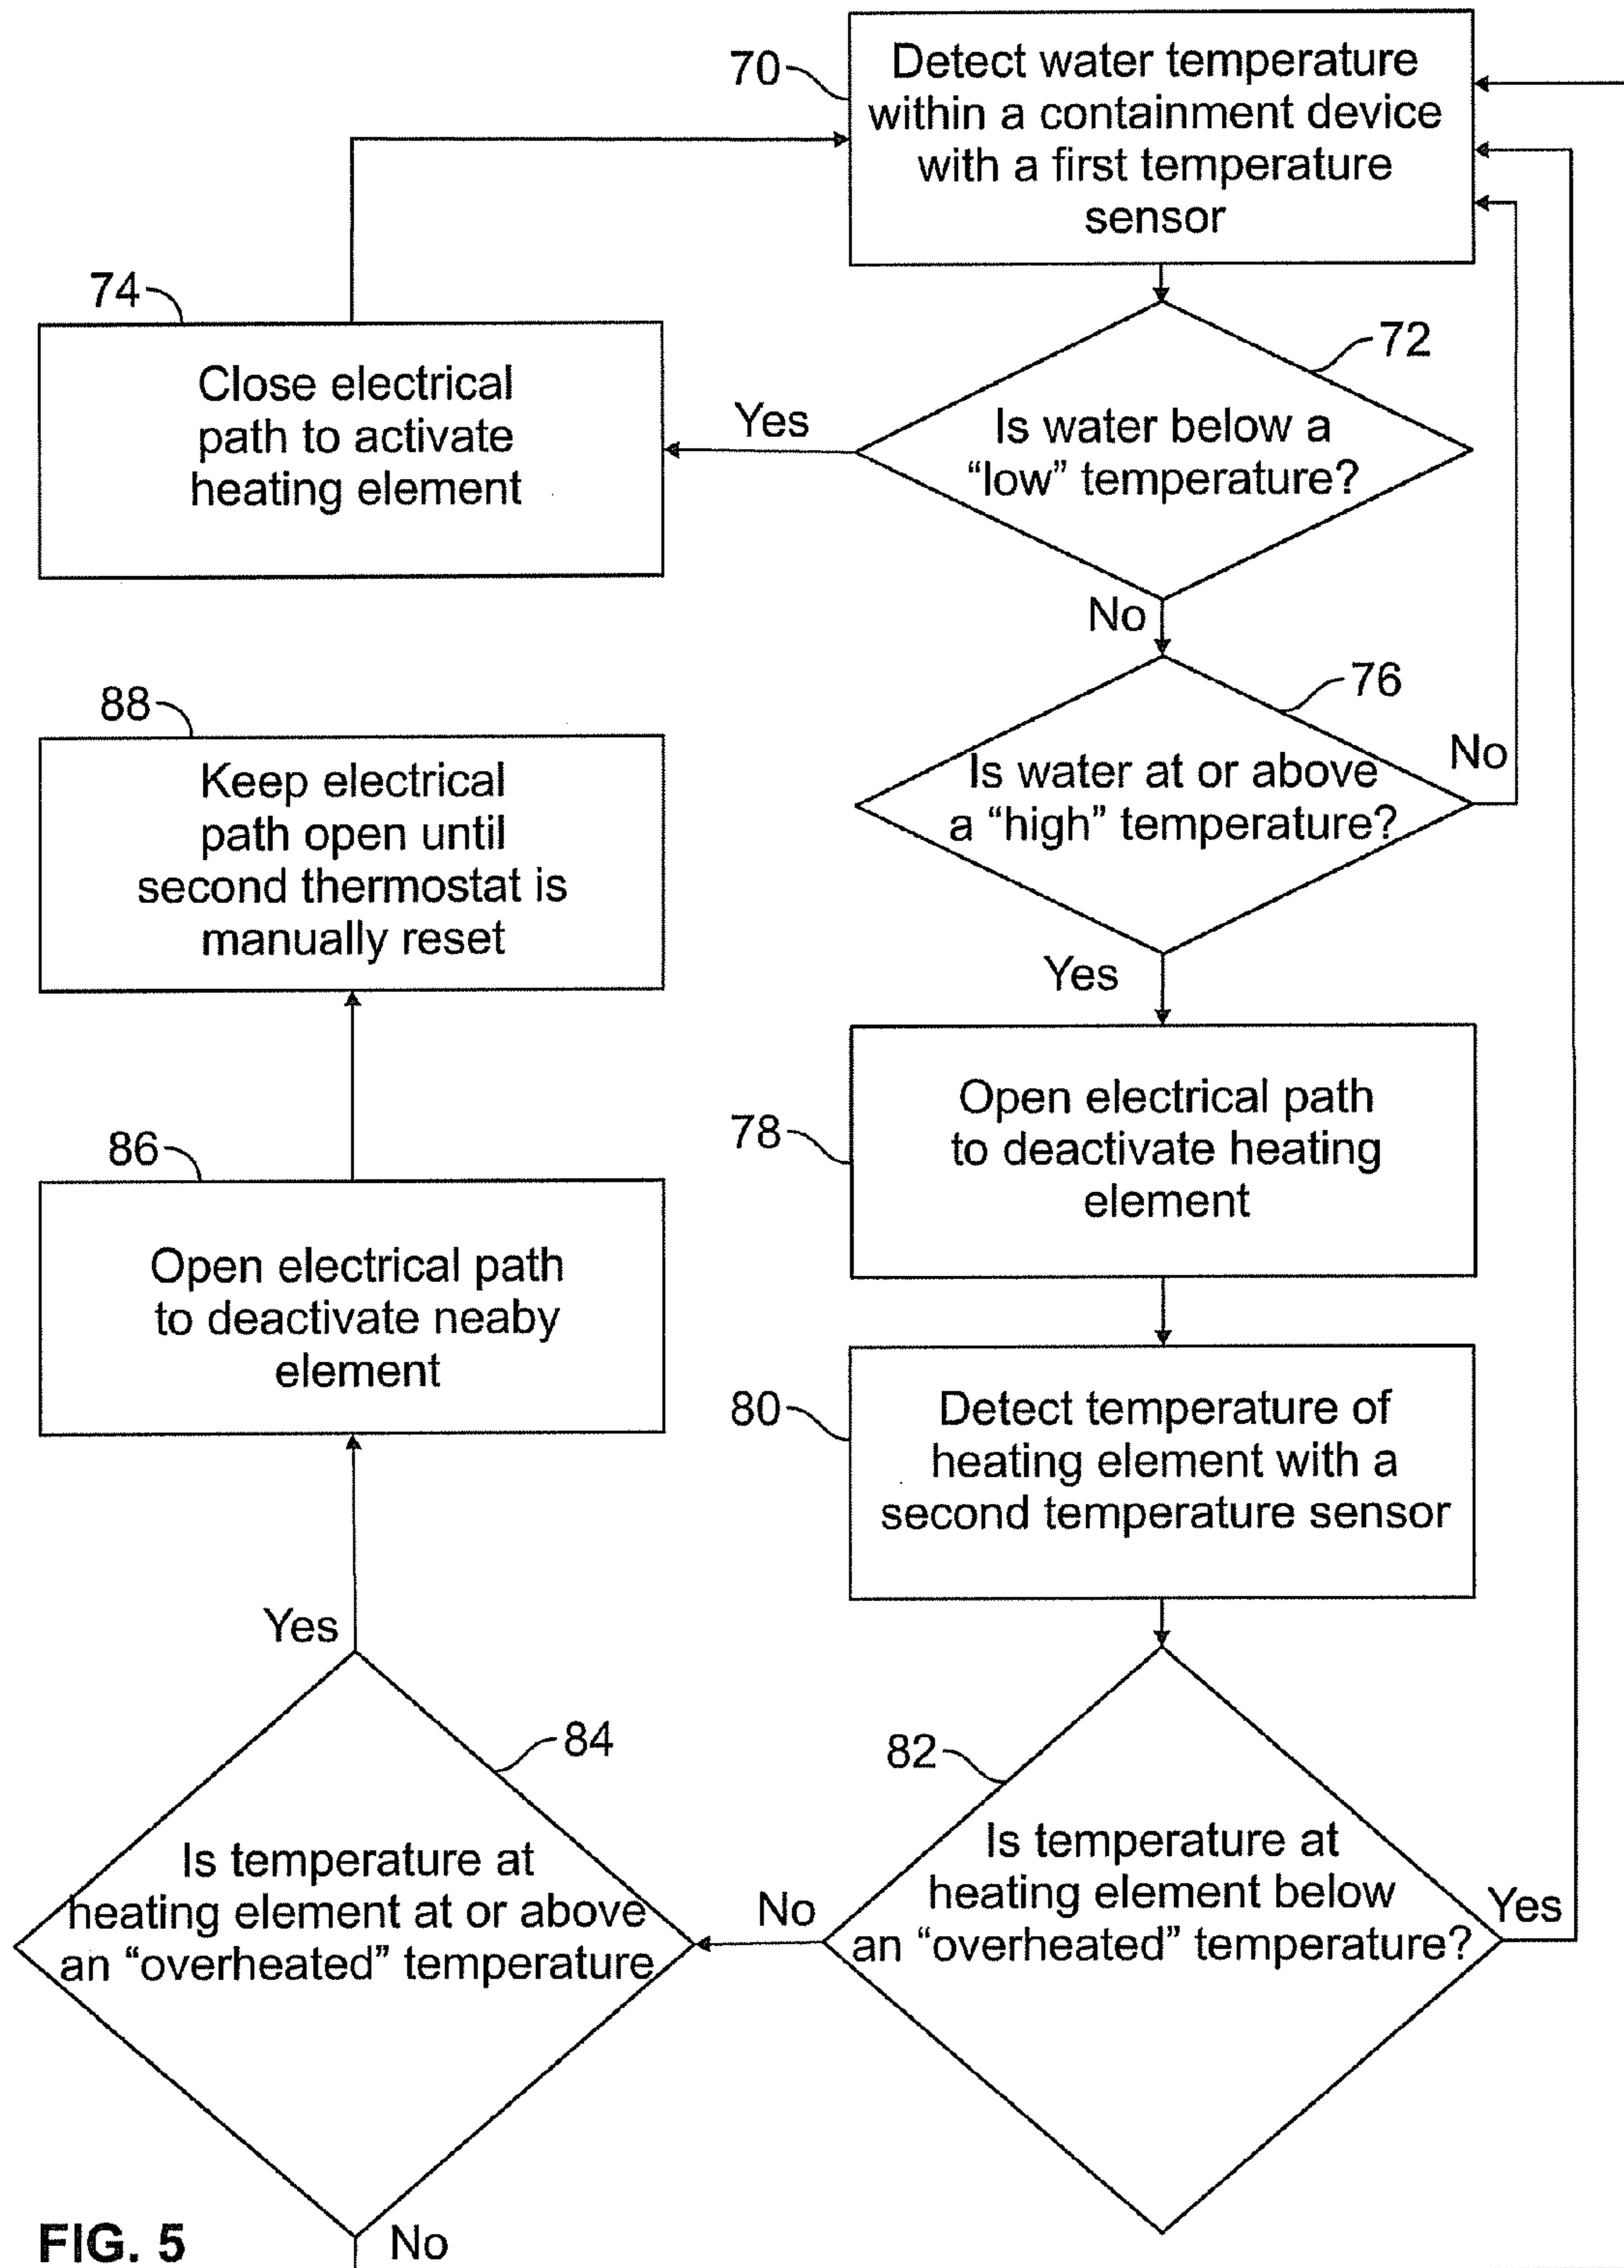 70
Detect water temperature
within a containment device
with a first temperature
sensor
74
Close electrical
path to activate
heating element
Yes
72
Is water below a
“low” temperature?
No
76
Is water at or above
a “high” temperature?
No
Yes
88
Keep electrical
path open until
second thermostat is
manually reset
78
Open electrical path
to deactivate heating
element
86
Open electrical path
to deactivate neaby
element
80
Detect temperature of
heating element with a
second temperature sensor
Yes
84
Is temperature at
heating element at or above
an “overheated” temperature
No
82
Is temperature at
heating element below
an “overheated” temperature?
Yes
No
FIG. 5